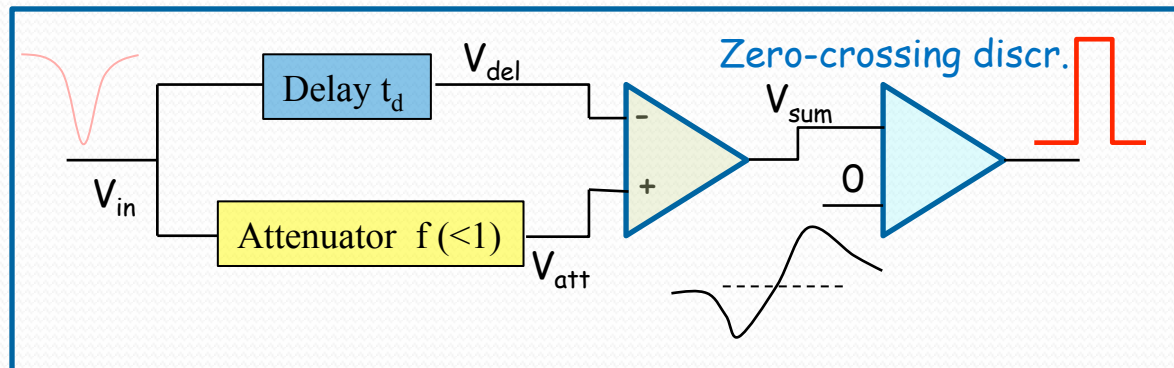 Zero-crossing discr.
V_del
Delay t_d
V_sum
-
+
0
V_in
Attenuator f (<1)
V_att